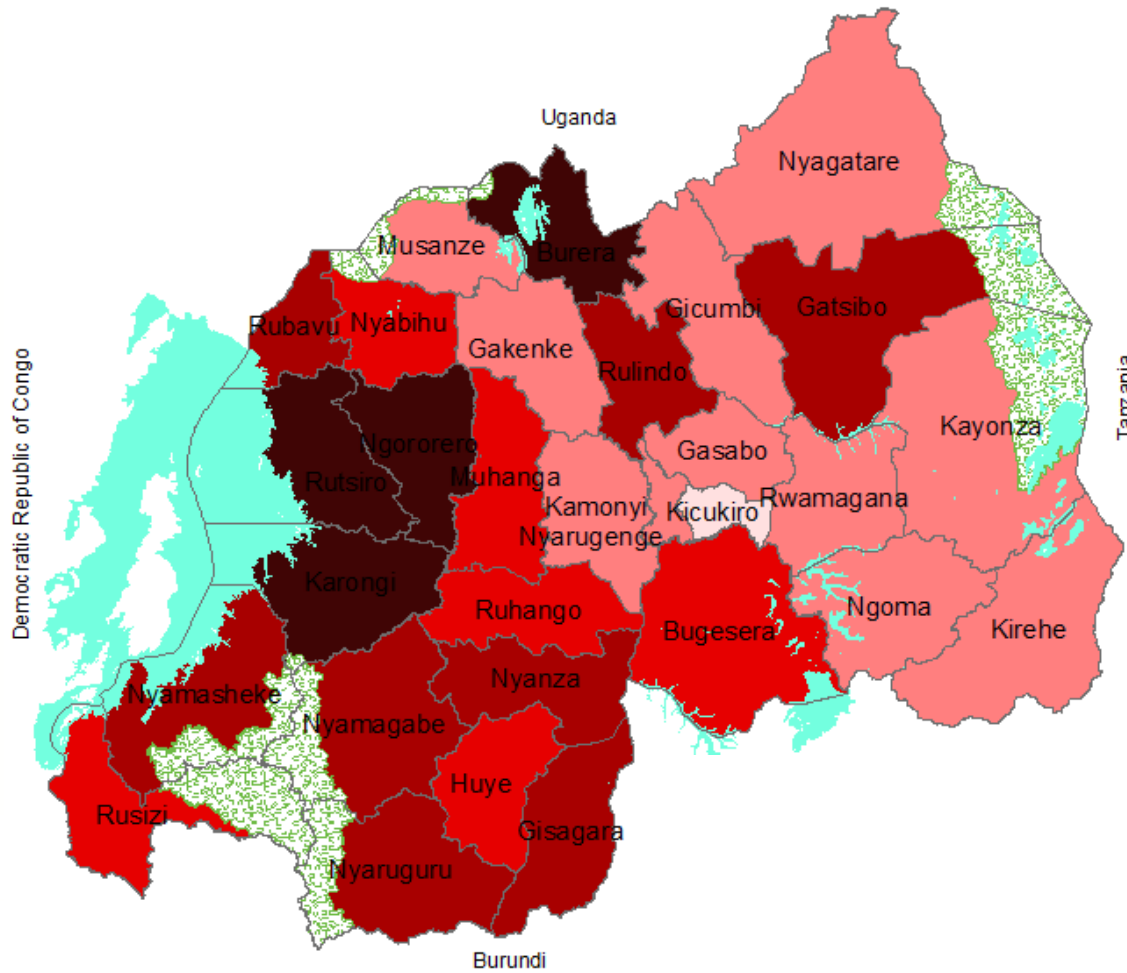 Uganda
Nyagatare
Musanze
Burera
Gicumbi
Gatsibo
Rubavu
Nyabihu
Gakenke
Rulindo
Democratic Republic of Congo
Tanzania
Kayonza
Ngororero
Gasabo
Muhanga
Rutsiro
Rwamagana
Kamonyi
Kicukiro
Nyarugenge
Karongi
Ngoma
Ruhango
Kirehe
Bugesera
Nyanza
Nyamasheke
Nyamagabe
Huye
Rusizi
Gisagara
Nyaruguru
Burundi